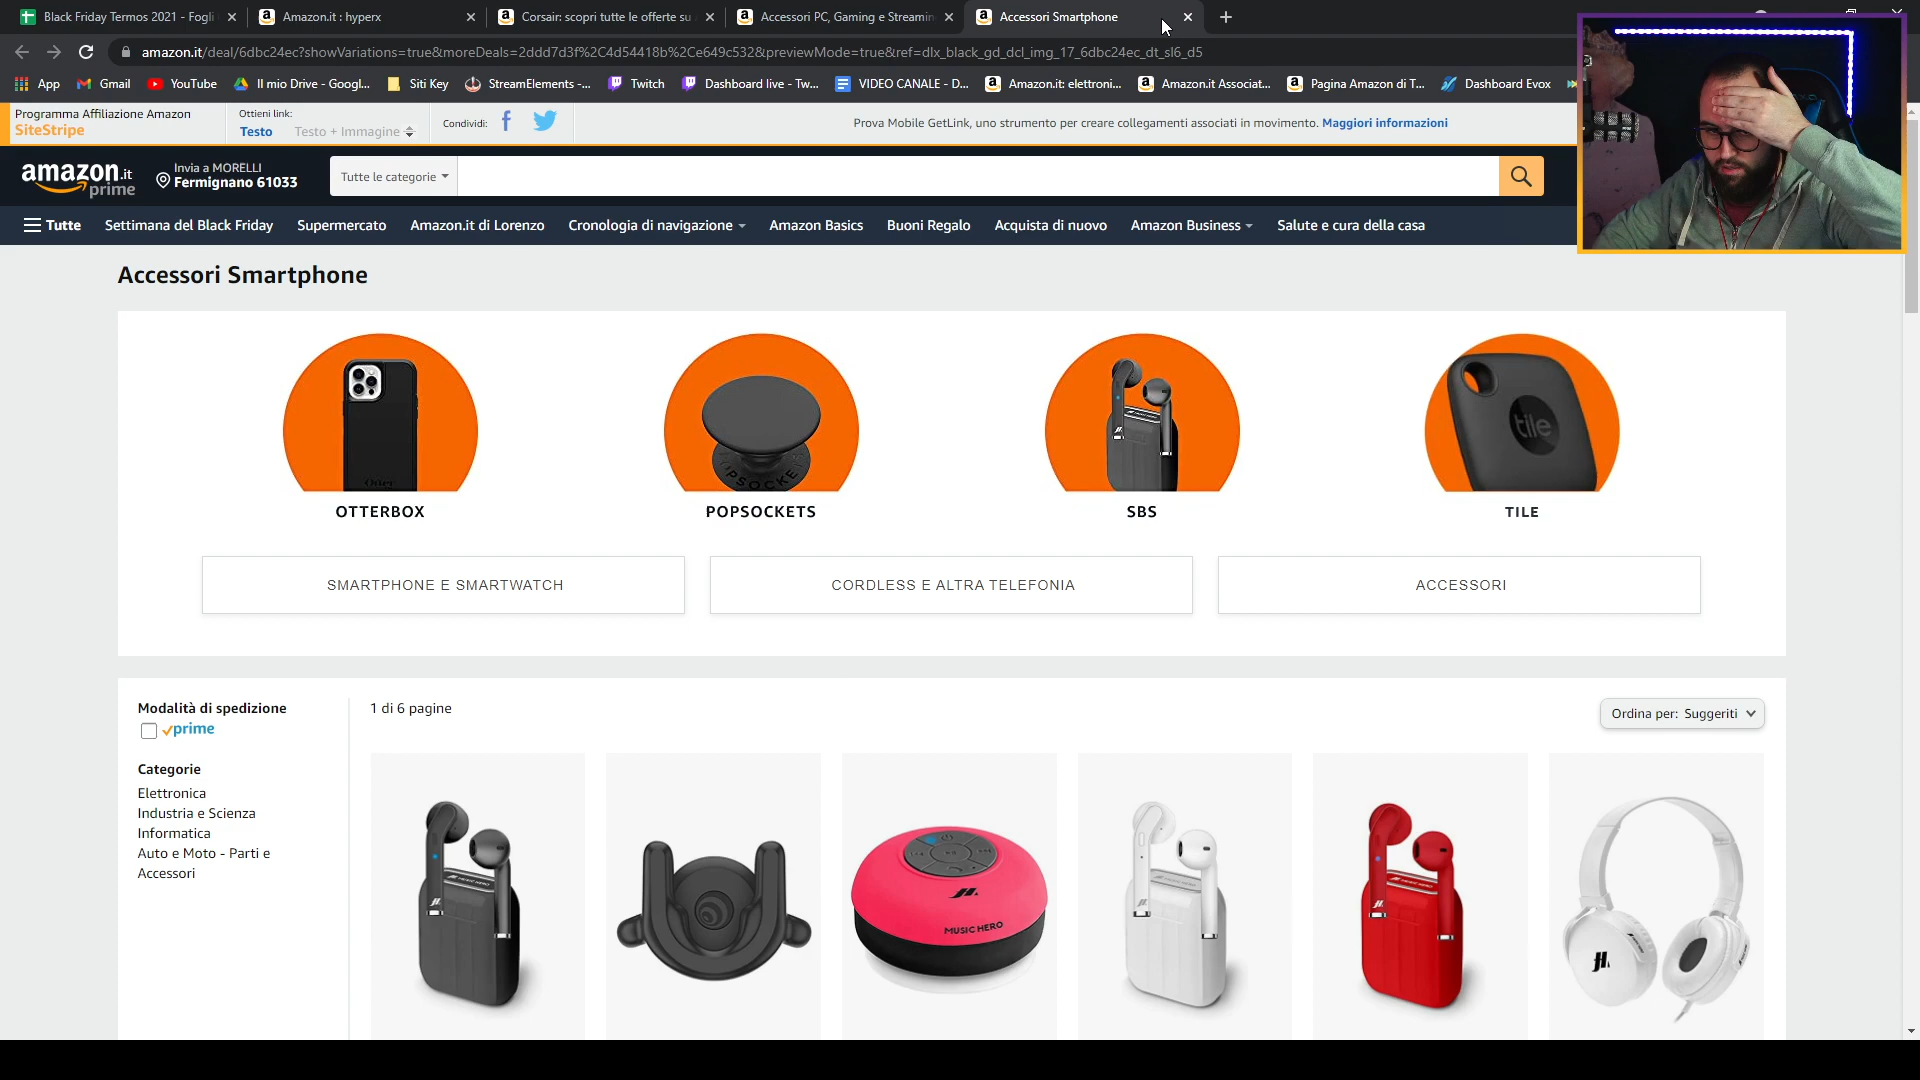 Black Friday Termos 2021 - Fogli
Amazon.it : hyperx
Corsair: scopri tutte le offerte su
Accessori PC, Gaming e Streamin
Accessori Smartphone
amazon.it/deal/6dbc24ec?showVariations=true&moreDeals=2ddd7d3f%2C4d54418b%2Ce649c532&previewMode=true&ref=dlx_black_gd_dcl_img_17_6dbc24ec_dt_sl6_d5
App
Gmail
YouTube
Il mio Drive - Googl...
Siti Key
StreamElements -...
Twitch
Dashboard live - Tw...
VIDEO CANALE - D...
Amazon.it: elettroni...
Amazon.it Associat...
Pagina Amazon di T...
Dashboard Evox
Programma Affiliazione Amazon
SiteStripe
Ottieni link:
Testo
Testo + Immagine
Condividi:
Prova Mobile GetLink, uno strumento per creare collegamenti associati in movimento. Maggiori informazioni
amazon.it
prime
Invia a MORELLI
Fermignano 61033
Tutte le categorie
Tutte
Settimana del Black Friday
Supermercato
Amazon.it di Lorenzo
Cronologia di navigazione
Amazon Basics
Buoni Regalo
Acquista di nuovo
Amazon Business
Salute e cura della casa
Accessori Smartphone
Otter
PSOCKE
tile
OTTERBOX
POPSOCKETS
SBS
TILE
SMARTPHONE E SMARTWATCH
CORDLESS E ALTRA TELEFONIA
ACCESSORI
Modalità di spedizione
prime
1 di 6 pagine
Ordina per: Suggeriti
Categorie
Elettronica
Industria e Scienza
Informatica
Auto e Moto - Parti e
Accessori
MUSIC HERO